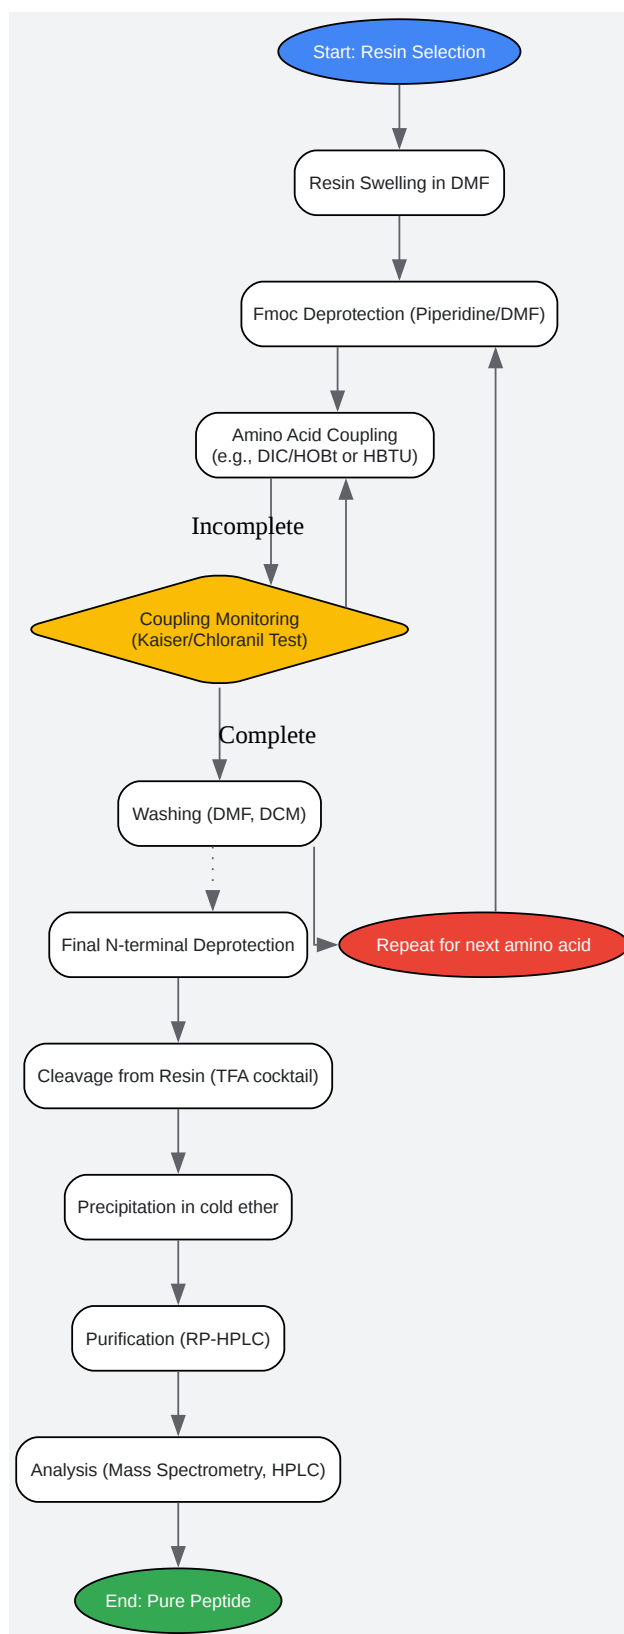 Start: Resin Selection
Resin Swelling in DMF
Fmoc Deprotection (Piperidine/DMF)
Amino Acid Coupling
(e.g., DIC/HOBt or HBTU)
Incomplete
Coupling Monitoring
(Kaiser/Chloranil Test)
Complete
Washing (DMF, DCM)
Final N-terminal Deprotection
Repeat for next amino acid
Cleavage from Resin (TFA cocktail)
Precipitation in cold ether
Purification (RP-HPLC)
Analysis (Mass Spectrometry, HPLC)
End: Pure Peptide